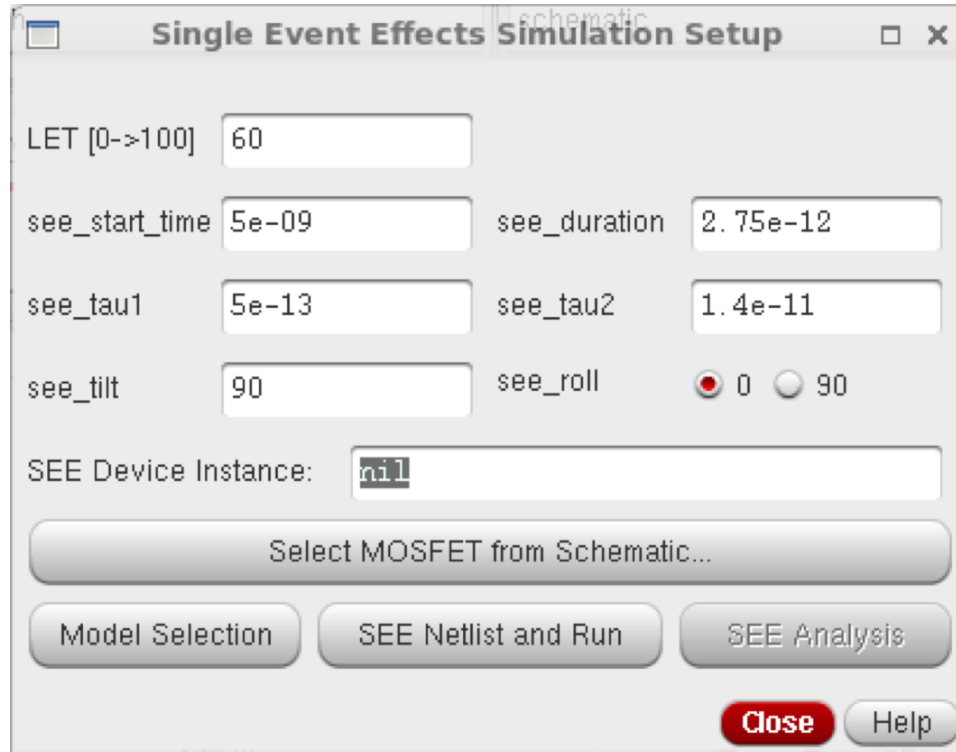 schematic
Single Event Effects Simulation Setup
LET [0->100] 60
see_start_time 5e-09 see_duration 2.75e-12
see_tau1 5e-13 see_tau2 1.4e-11
see_tilt 90 see_roll 0 90
SEE Device Instance: nil
Select MOSFET from Schematic...
Model Selection SEE Netlist and Run SEE Analysis
Close Help